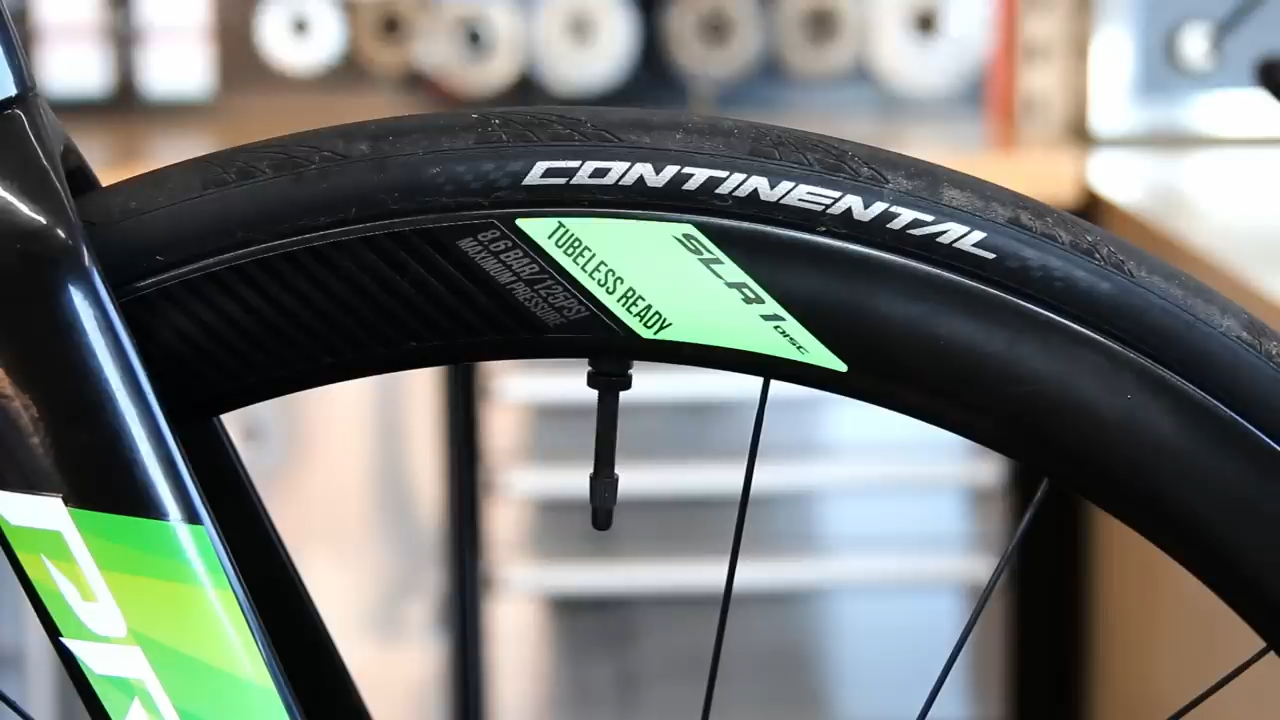 CONTINENTAL
8.6 BAR/125PSI
MAXIMUM PRESSURE
TUBELESS READY
SLR 1 DISC